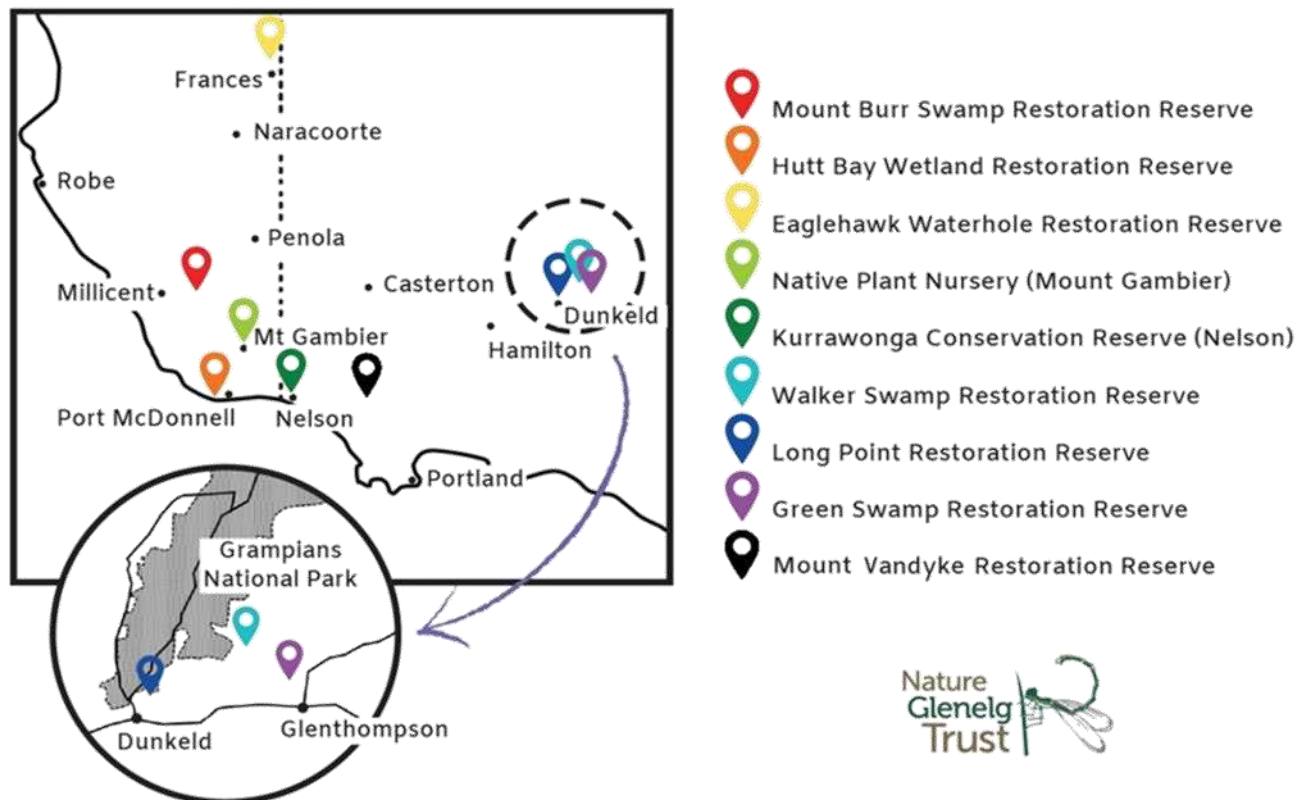 Frances
Naracoorte
Robe
Penola
Millicent
Casterton
Dunkeld
Mt Gambier
Hamilton
Port McDonnell
Nelson
Portland
Grampians
National Park
Dunkeld
Glenthompson
Mount Burr Swamp Restoration Reserve
Hutt Bay Wetland Restoration Reserve
Eaglehawk Waterhole Restoration Reserve
Native Plant Nursery (Mount Gambier)
Kurrawonga Conservation Reserve (Nelson)
Walker Swamp Restoration Reserve
Long Point Restoration Reserve
Green Swamp Restoration Reserve
Mount Vandyke Restoration Reserve
Nature
Glenelg
Trust